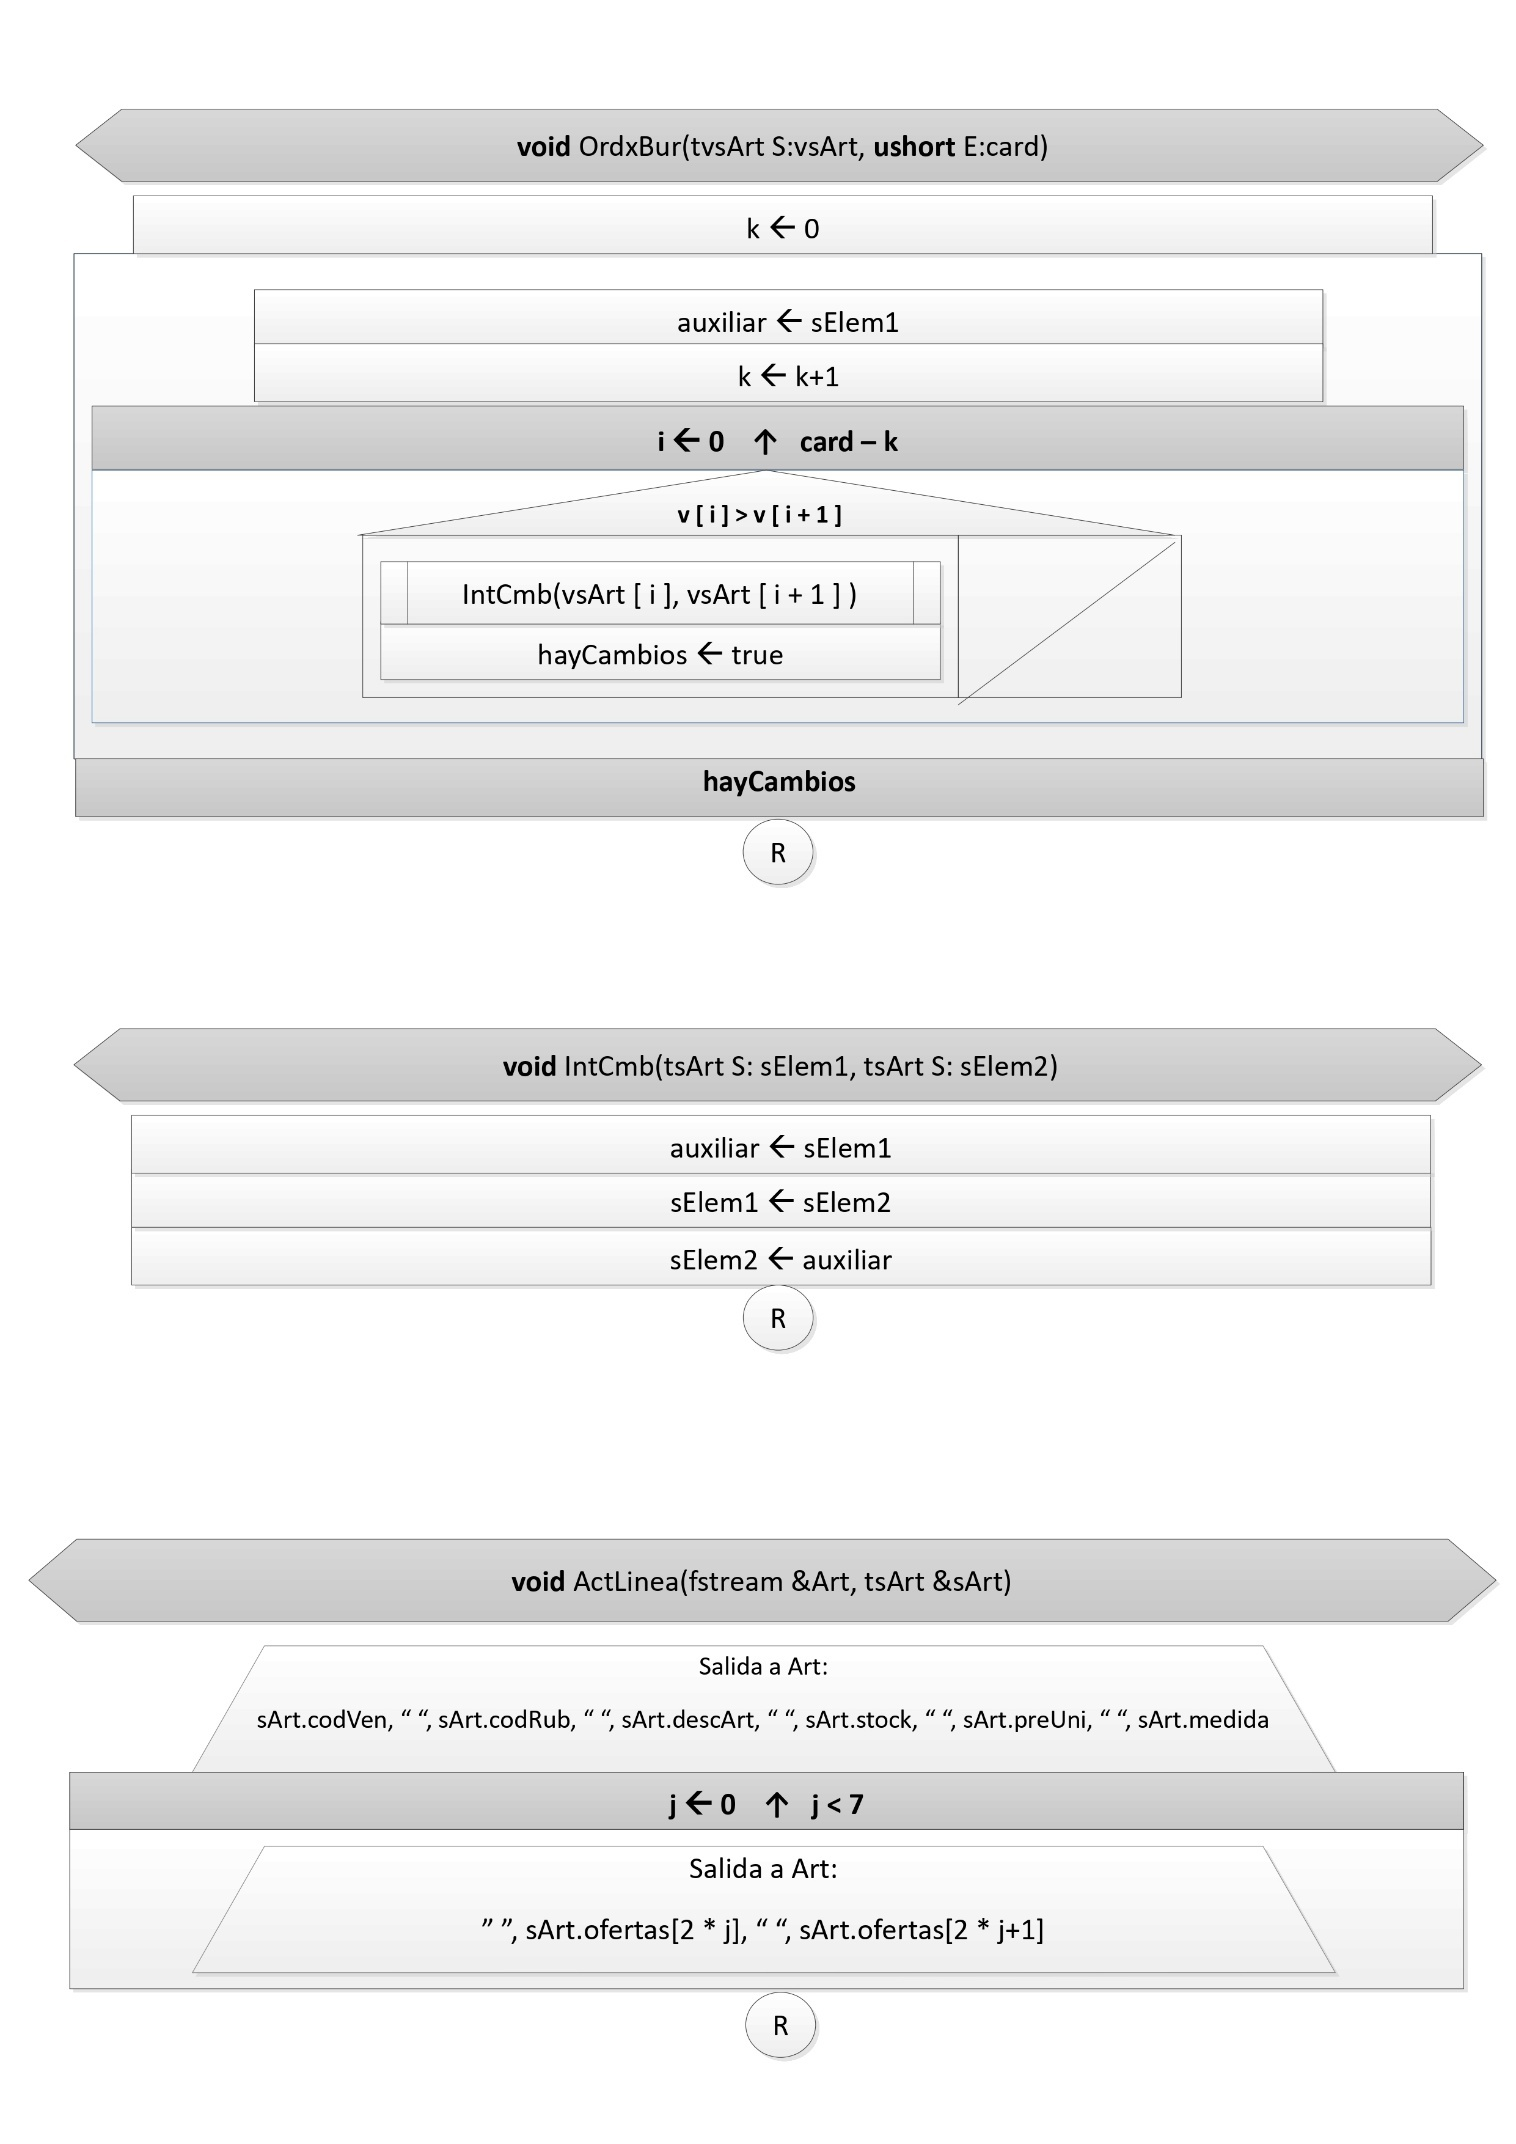 void OrdxBur(tvsArt S:vsArt, ushort E:card)
k ← 0
auxiliar ← sElem1
k ← k+1
i ← 0 ↑ card – k
v [ i ] > v [ i + 1 ]
IntCmb(vsArt [ i ], vsArt [ i + 1 ] )
hayCambios ← true
hayCambios
R
void IntCmb(tsArt S: sElem1, tsArt S: sElem2)
auxiliar ← sElem1
sElem1 ← sElem2
sElem2 ← auxiliar
R
void ActLinea(fstream &Art, tsArt &sArt)
Salida a Art:
sArt.codVen, “ “, sArt.codRub, “ “, sArt.descArt, “ “, sArt.stock, “ “, sArt.preUni, “ “, sArt.medida
j ← 0 ↑ j < 7
Salida a Art:
” ”, sArt.ofertas[2 * j], “ “, sArt.ofertas[2 * j+1]
R